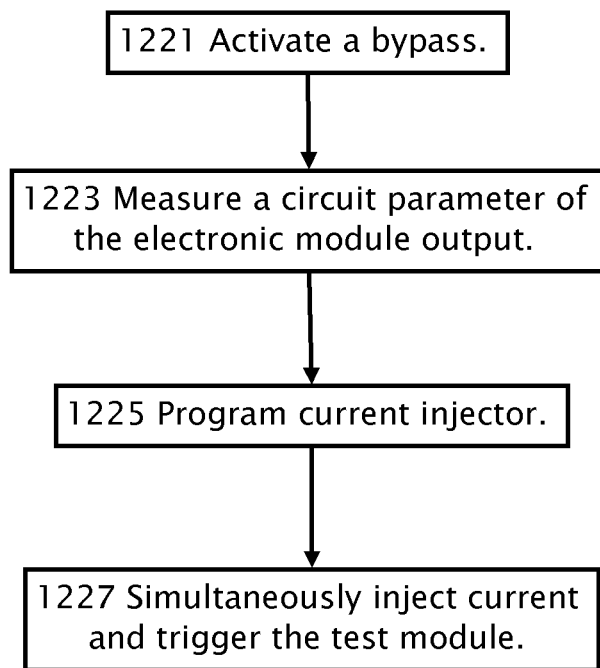 1221 Activate a bypass.
1223 Measure a circuit parameter of
the electronic module output.
1225 Program current injector.
1227 Simultaneously inject current
and trigger the test module.